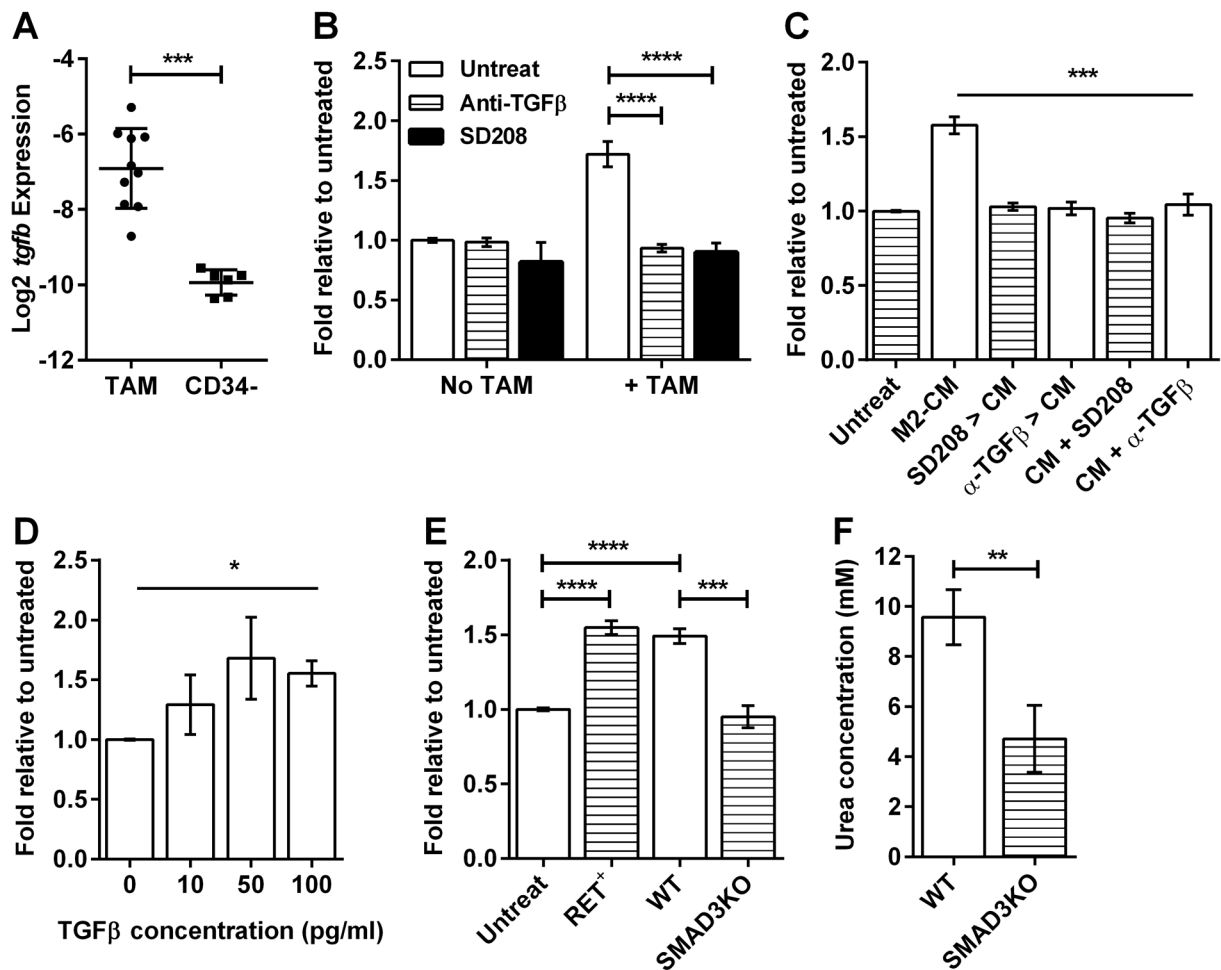 A
Log2 tgfb Expression
-4
-6
-8
-10
-12
***
TAM
CD34-
B
Fold relative to untreated
2.5
2.0
1.5
1.0
0.5
0.0
Untreat
Anti-TGFβ
SD208
****
****
No TAM
+ TAM
C
Fold relative to untreated
2.0
1.5
1.0
0.5
0.0
***
Untreat
M2-CM
SD208 > CM
α-TGFβ > CM
CM + SD208
CM + α-TGFβ
D
Fold relative to untreated
2.5
2.0
1.5
1.0
0.5
0.0
*
0
10
50
100
TGFβ concentration (pg/ml)
E
Fold relative to untreated
2.0
1.5
1.0
0.5
0.0
****
****
***
Untreat
RET⁺
WT
SMAD3KO
F
Urea concentration (mM)
12
10
8
6
4
2
0
**
WT
SMAD3KO